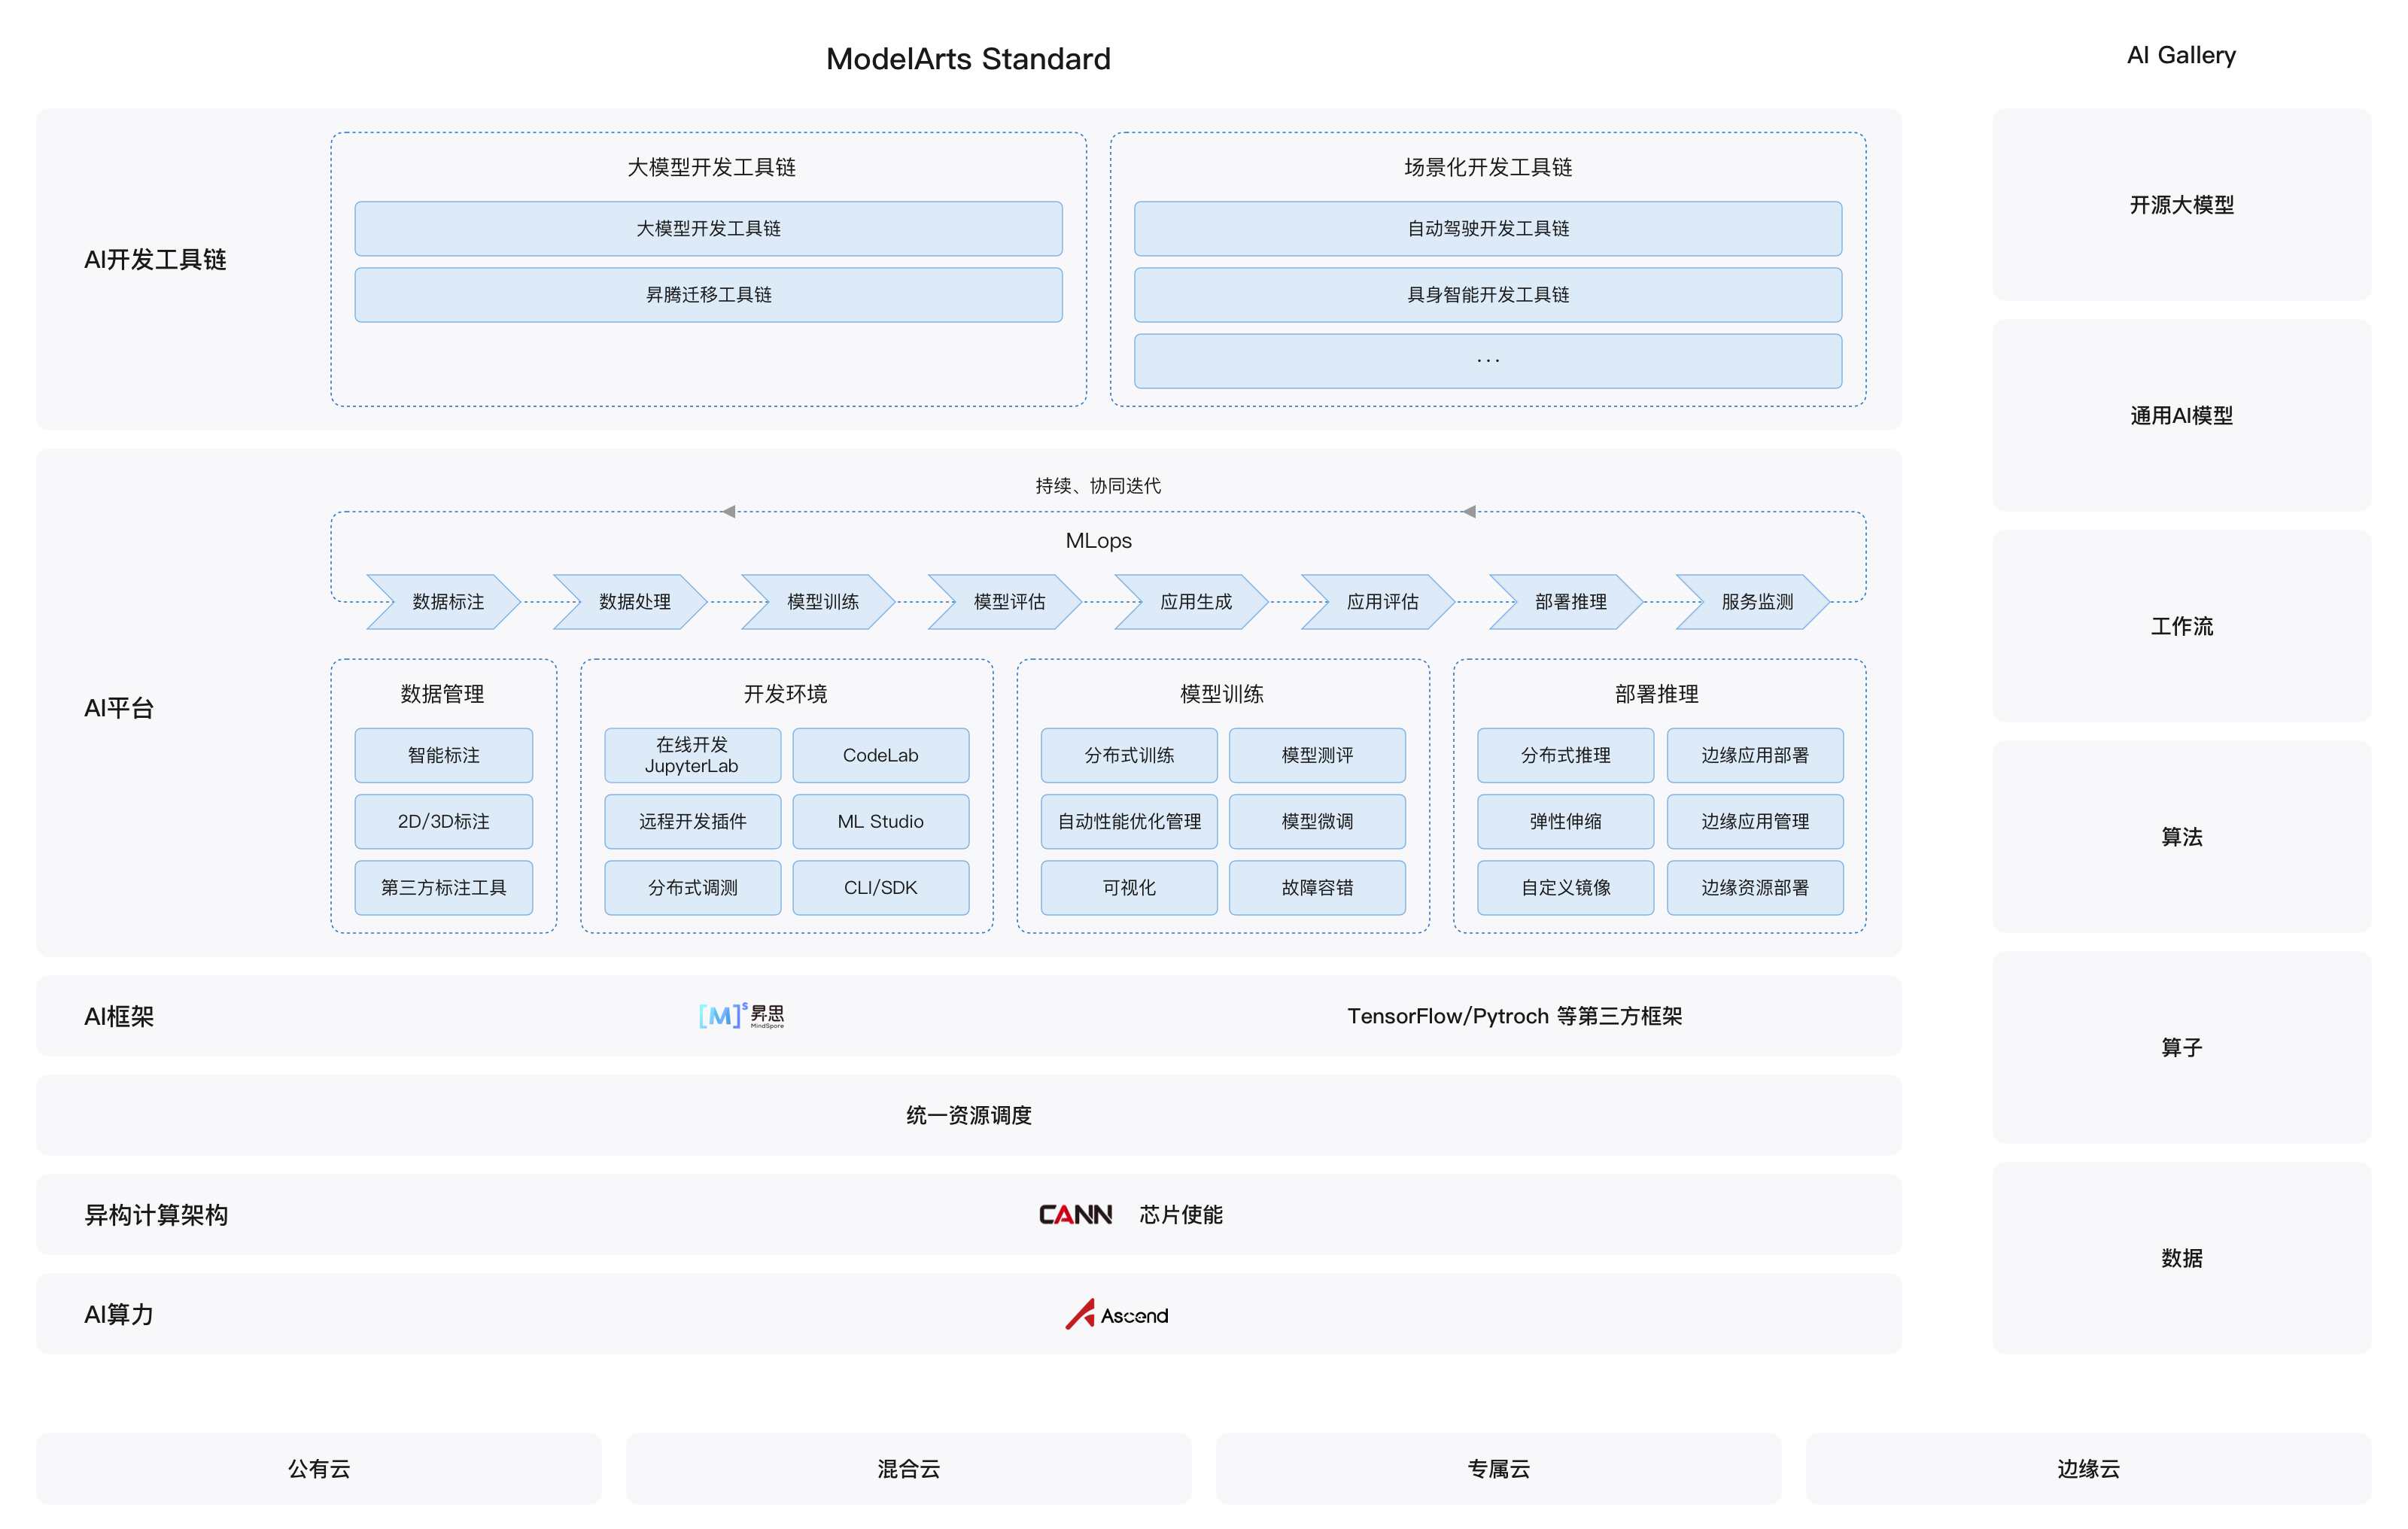 ModelArts Standard
AI Gallery
AI开发工具链
大模型开发工具链
大模型开发工具链
昇腾迁移工具链
场景化开发工具链
自动驾驶开发工具链
具身智能开发工具链
...
AI平台
持续、协同迭代
MLops
数据标注
数据处理
模型训练
模型评估
应用生成
应用评估
部署推理
服务监测
数据管理
智能标注
2D/3D标注
第三方标注工具
开发环境
在线开发
JupyterLab
CodeLab
远程开发插件
ML Studio
分布式调测
CLI/SDK
模型训练
分布式训练
模型测评
自动性能优化管理
模型微调
可视化
故障容错
部署推理
分布式推理
边缘应用部署
弹性伸缩
边缘应用管理
自定义镜像
边缘资源部署
AI框架
[M]s 昇思
MindSpore
TensorFlow/Pytroch 等第三方框架
统一资源调度
异构计算架构
CANN 芯片使能
AI算力
Ascend
开源大模型
通用AI模型
工作流
算法
算子
数据
公有云
混合云
专属云
边缘云